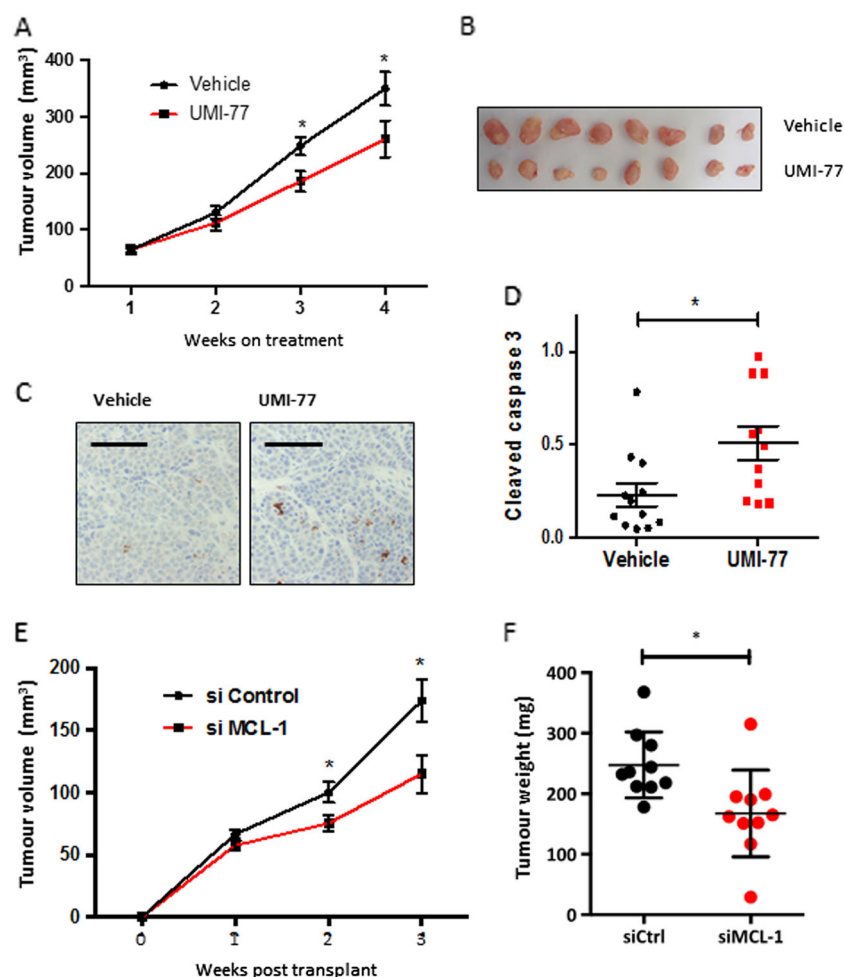 A
Tumour volume (mm³)
400
300
200
100
0
Vehicle
UMI-77
*
*
1 2 3 4
Weeks on treatment
B
Vehicle
UMI-77
C
Vehicle UMI-77
D
*
Cleaved caspase 3
1.0
0.5
0.0
Vehicle UMI-77
E
Tumour volume (mm³)
200
150
100
50
0
si Control
si MCL-1
*
*
0 1 2 3
Weeks post transplant
F
*
Tumour weight (mg)
400
300
200
100
0
siCtrl siMCL-1